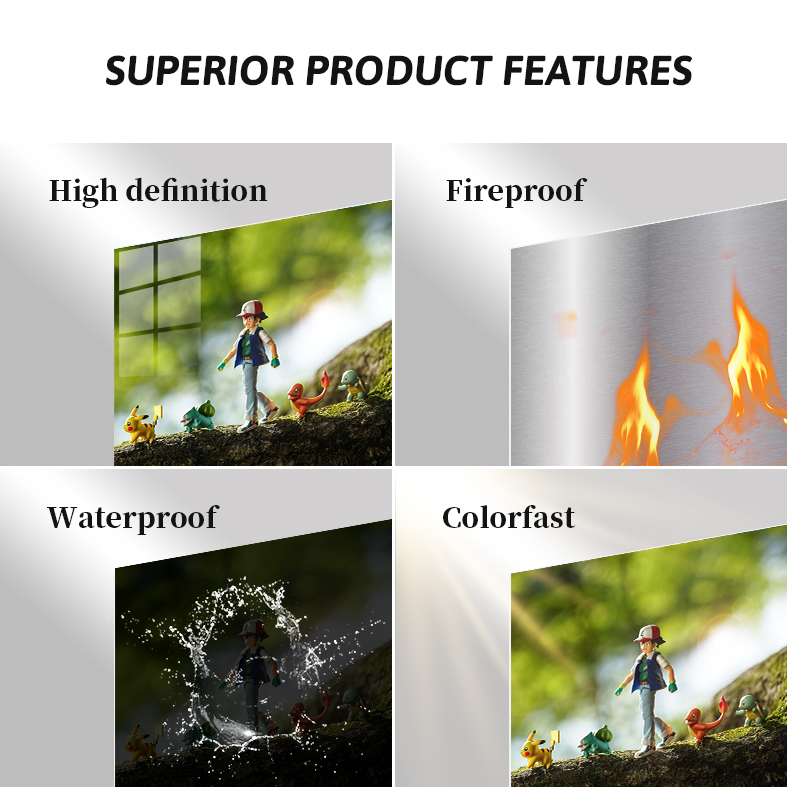 SUPERIOR PRODUCT FEATURES
High definition
Fireproof
Waterproof
Colorfast